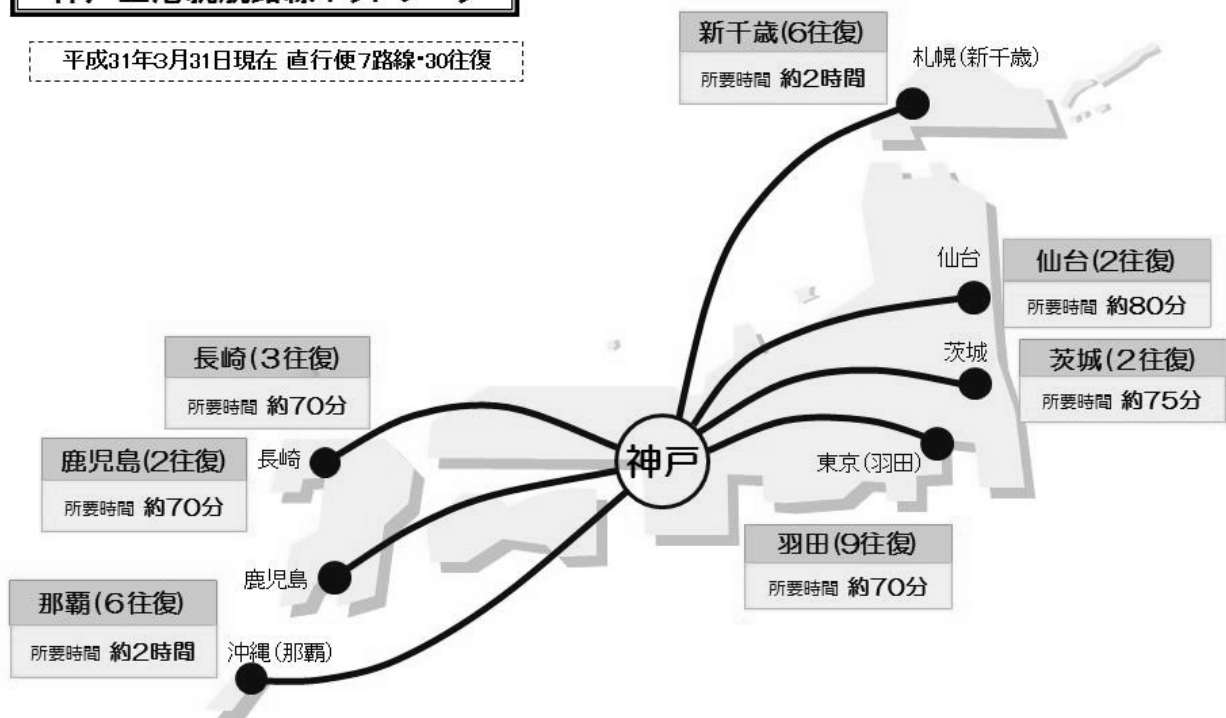 平成31年3月31日現在 直行便7路線・30往復
新千歳(6往復)
所要時間 約2時間
札幌(新千歳)
仙台
仙台(2往復)
所要時間 約80分
茨城
茨城(2往復)
所要時間 約75分
長崎(3往復)
所要時間 約70分
長崎
鹿児島(2往復)
所要時間 約70分
鹿児島
神戸
東京(羽田)
羽田(9往復)
所要時間 約70分
那覇(6往復)
所要時間 約2時間
沖縄(那覇)